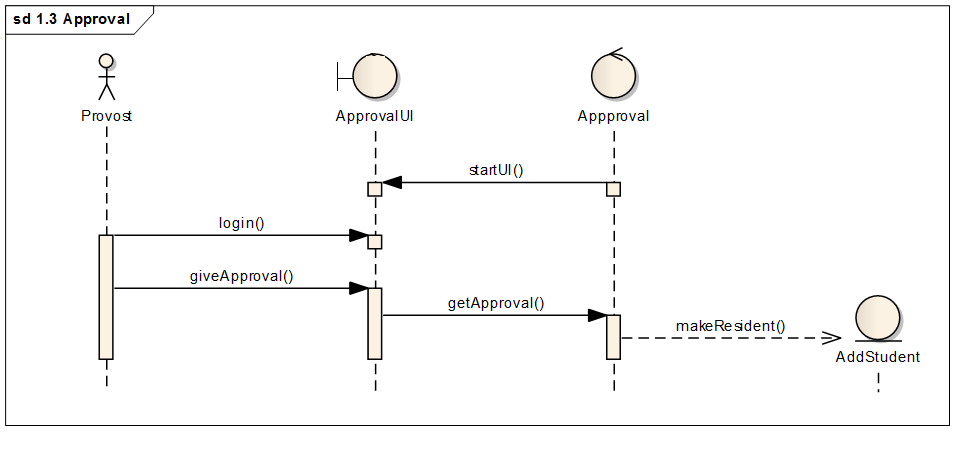 sd 1.3 Approval
Provost
ApprovalUI
Appproval
startUI()
login()
giveApproval()
getApproval()
makeResident()
AddStudent